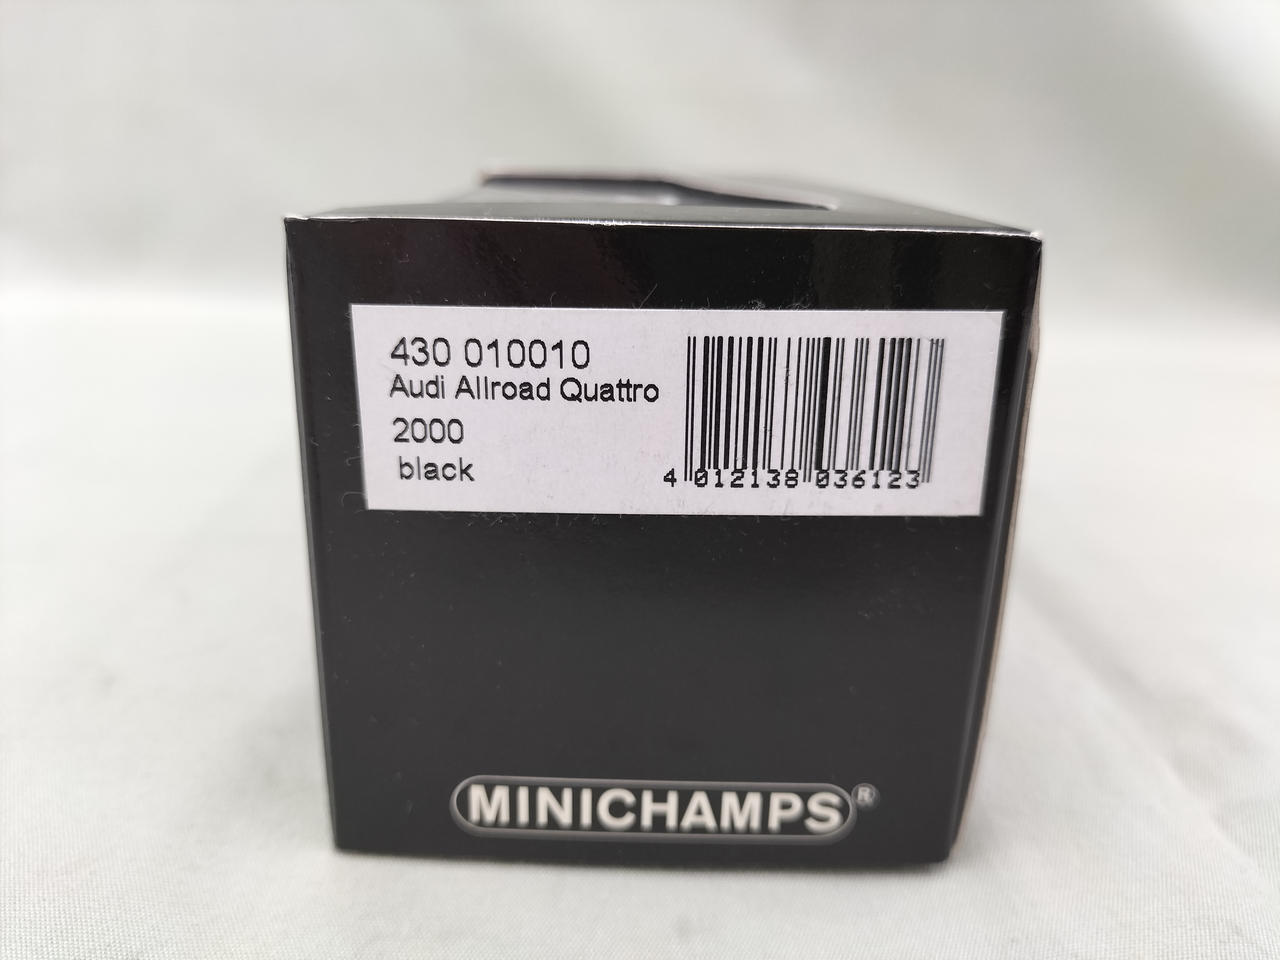 430 010010
Audi Allroad Quattro
2000
black
4 012138 036123
MINICHAMPS®